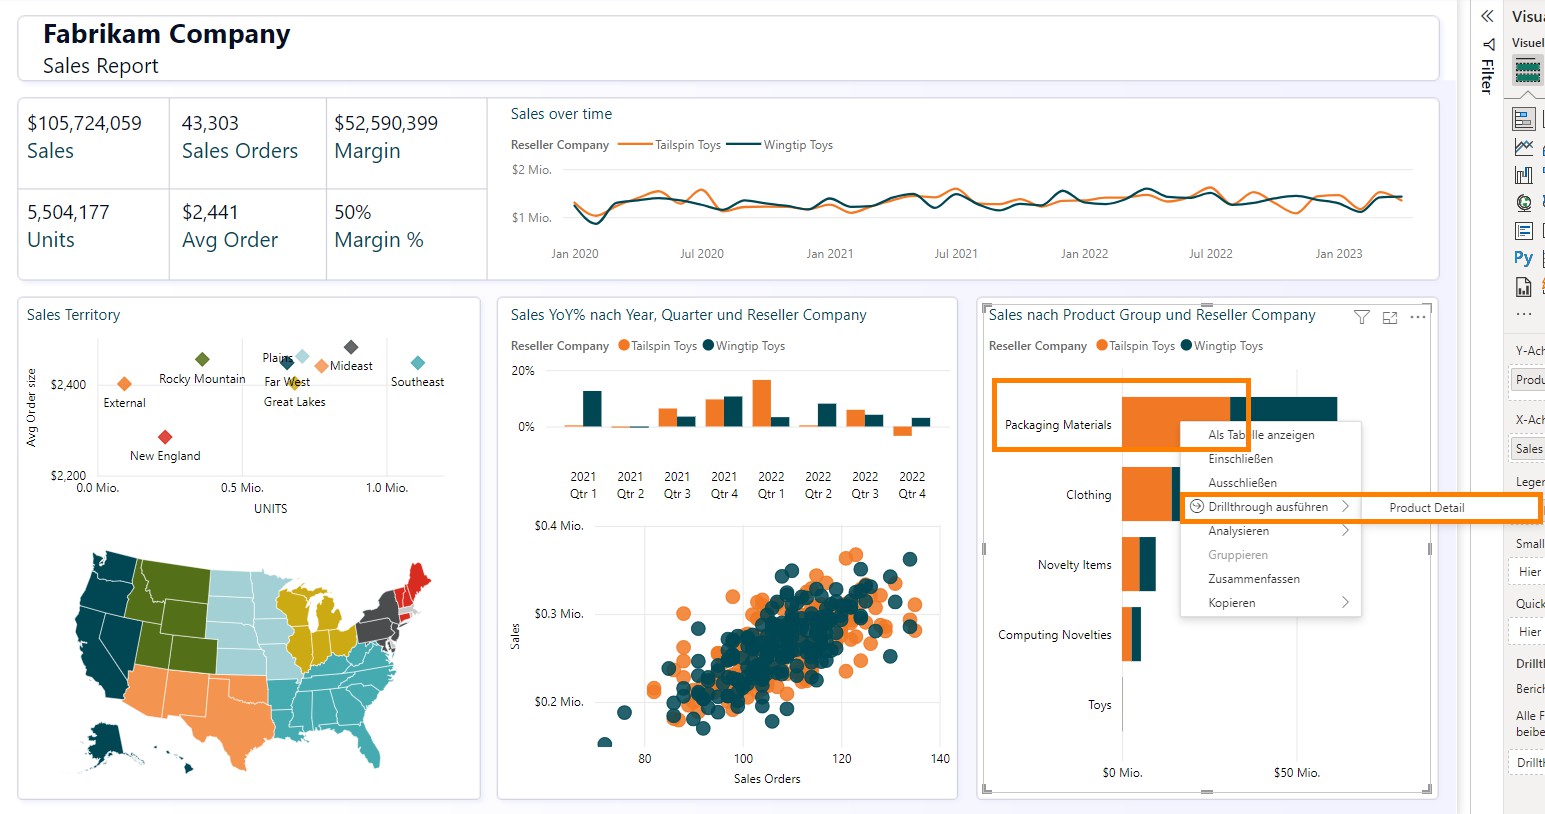 Fabrikam Company
Sales Report
$105,724,059
Sales
43,303
Sales Orders
$52,590,399
Margin
5,504,177
Units
$2,441
Avg Order
50%
Margin %
Sales over time
Reseller Company Tailspin Toys Wingtip Toys
$2 Mio.
$1 Mio.
Jan 2020 Jul 2020 Jan 2021 Jul 2021 Jan 2022 Jul 2022 Jan 2023
Sales Territory
Avg Order size
$2,400
$2,200
Plains
Mideast
Rocky Mountain
Far West
Southeast
External
Great Lakes
New England
0.0 Mio. 0.5 Mio. 1.0 Mio.
UNITS
Sales YoY% nach Year, Quarter und Reseller Company
Reseller Company Tailspin Toys Wingtip Toys
20%
0%
2021 2021 2021 2021 2022 2022 2022 2022
Qtr 1 Qtr 2 Qtr 3 Qtr 4 Qtr 1 Qtr 2 Qtr 3 Qtr 4
$0.4 Mio.
$0.3 Mio.
$0.2 Mio.
Sales
80 100 120 140
Sales Orders
Sales nach Product Group und Reseller Company
Reseller Company Tailspin Toys Wingtip Toys
Packaging Materials
Clothing
Novelty Items
Computing Novelties
Toys
$0 Mio. $50 Mio.
Als Tabelle anzeigen
Einschließen
Ausschließen
Drillthrough ausführen
Product Detail
Analysieren
Gruppieren
Zusammenfassen
Kopieren
Filter
Visua
Visuel
Py
Y-Ach
Produ
X-Ach
Sales
Leger
Small
Hier
Quick
Hier
Drillth
Berich
Alle F
beibe
Drillth